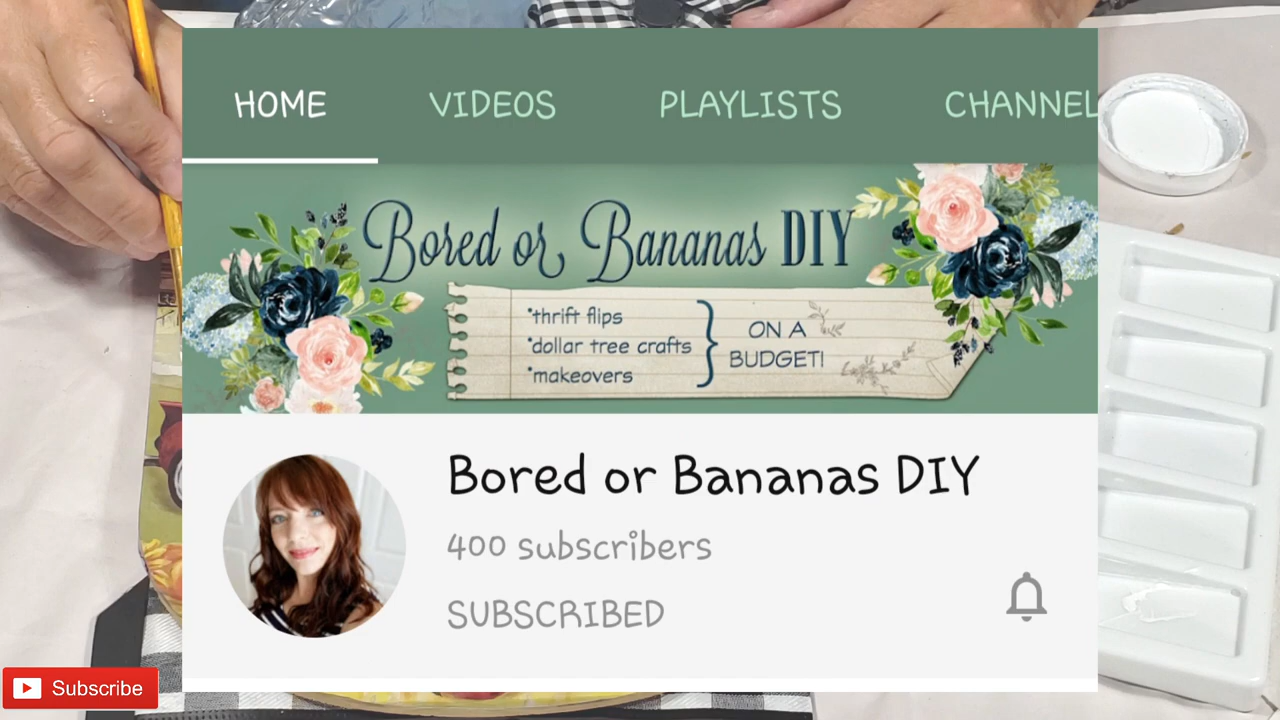 HOME VIDEOS PLAYLISTS CHANNEL
Bored or Bananas DIY
*thrift flips
*dollar tree crafts
*makeovers
ON A
BUDGET!
Bored or Bananas DIY
400 subscribers
SUBSCRIBED
Subscribe